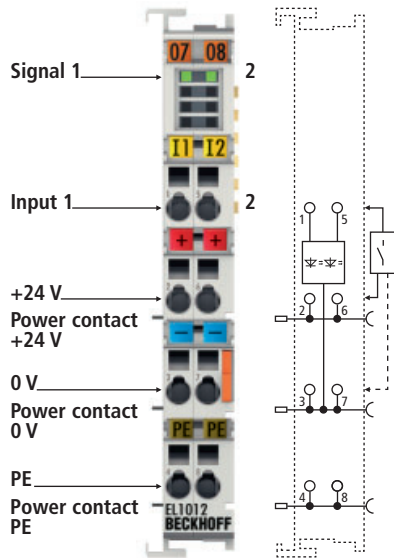 07 08
Signal 1
2
I1 I2
Input 1
2
+ +
+24 V
Power contact
+24 V
− −
0 V
Power contact
0 V
PE PE
PE
Power contact
PE
EL1012
BECKHOFF
1 5
2 6
3 7
4 8